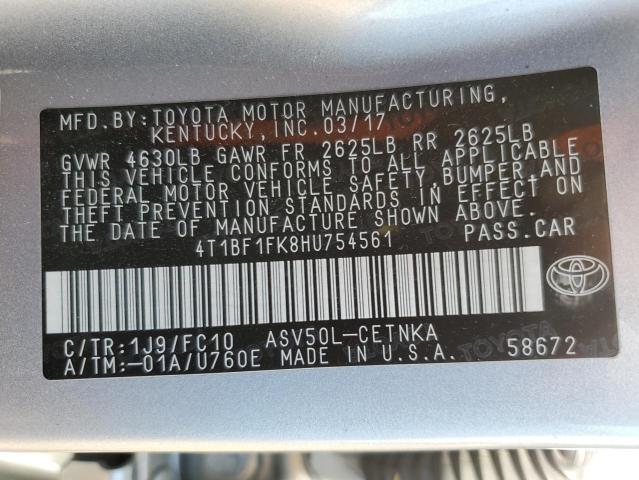 MFD. BY: TOYOTA MOTOR MANUFACTURING,
KENTUCKY, INC. 03/17
GVWR 4630LB GAWR FR 2625LB RR 2625LB
THIS VEHICLE CONFORMS TO ALL APPLICABLE
FEDERAL MOTOR VEHICLE SAFETY, BUMPER, AND
THEFT PREVENTION STANDARDS IN EFFECT ON
THE DATE OF MANUFACTURE SHOWN ABOVE.
4T1BF1FK8HU754561 PASS.CAR
C/TR:1J9/FC10 ASV50L-CETNKA
A/TM:-01A/U760E MADE IN U.S.A. 58672